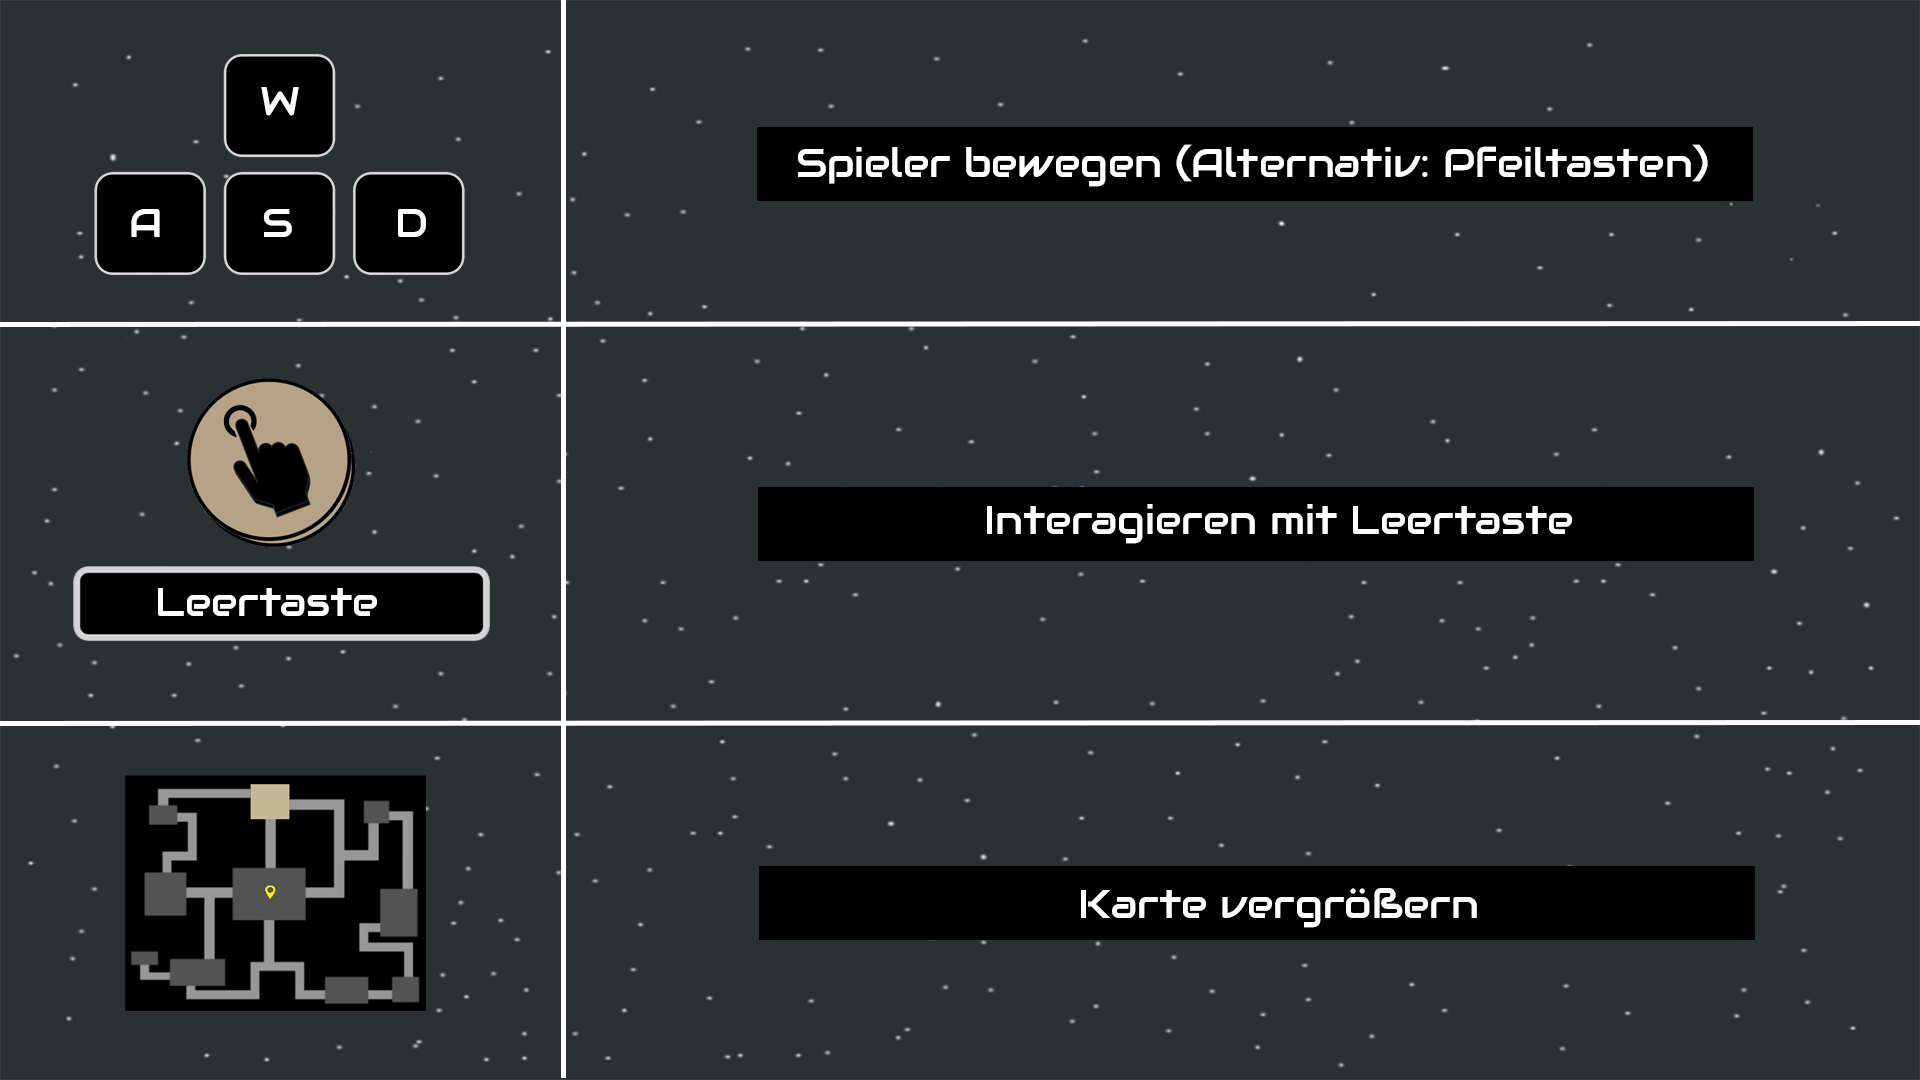 W
A S D
Spieler bewegen (Alternativ: Pfeiltasten)
Leertaste
Interagieren mit Leertaste
Karte vergrößern